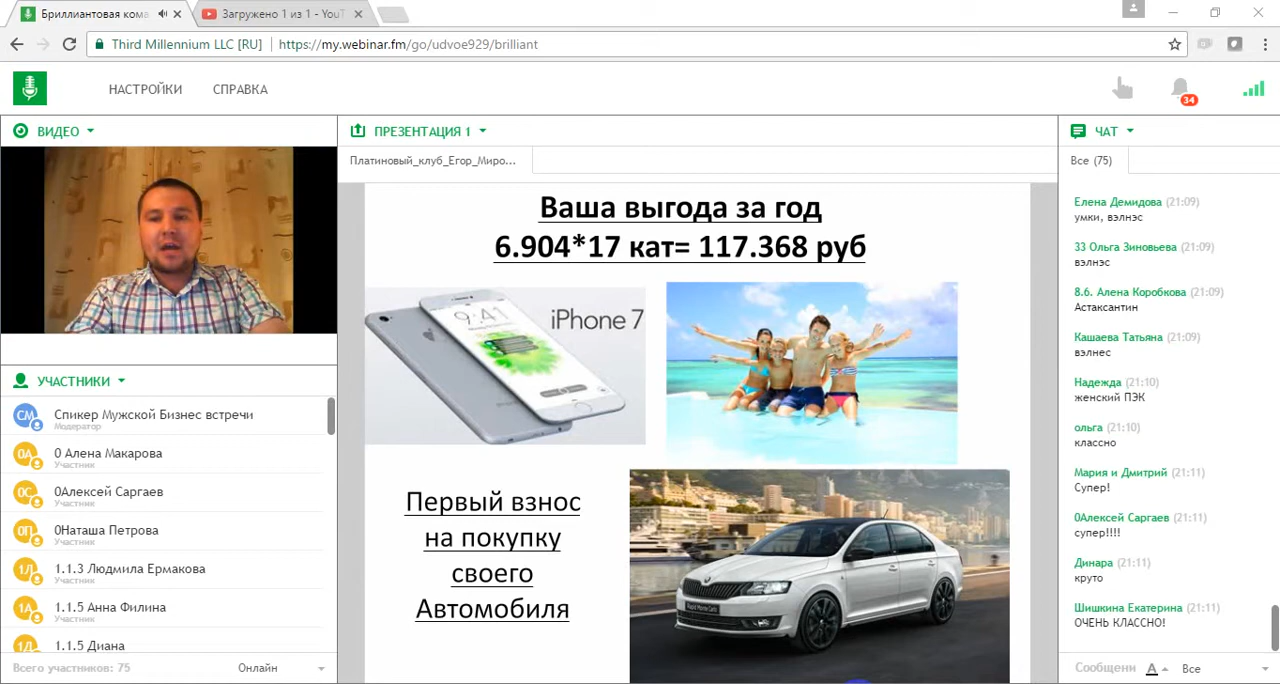 Бриллиантовая кома
Загружено 1 из 1 - YouT
Third Millennium LLC [RU]
https://my.webinar.fm/go/udvoe929/brilliant
НАСТРОЙКИ
СПРАВКА
34
ВИДЕО
ПРЕЗЕНТАЦИЯ 1
ЧАТ
Платиновый_клуб_Егор_Миро...
Все (75)
Ваша выгода за год
6.904*17 кат= 117.368 руб
9:41
iPhone 7
Первый взнос
на покупку
своего
Автомобиля
Rapid Monte Carlo
УЧАСТНИКИ
СМ
Спикер Мужской Бизнес встречи
Модератор
0А
0 Алена Макарова
Участник
0С
0Алексей Саргаев
Участник
0П
0Наташа Петрова
Участник
1Л
1.1.3 Людмила Ермакова
Участник
1А
1.1.5 Анна Филина
Участник
1Д
1.1.5 Диана
Всего участников: 75
Онлайн
Елена Демидова (21:09)
умки, вэлнэс
33 Ольга Зиновьева (21:09)
вэлнэс
8.6. Алена Коробкова (21:09)
Астаксантин
Кашаева Татьяна (21:09)
вэлнес
Надежда (21:10)
женский ПЭК
ольга (21:10)
классно
Мария и Дмитрий (21:11)
Супер!
0Алексей Саргаев (21:11)
супер!!!!
Динара (21:11)
круто
Шишкина Екатерина (21:11)
ОЧЕНЬ КЛАССНО!
Сообщени
А
Все